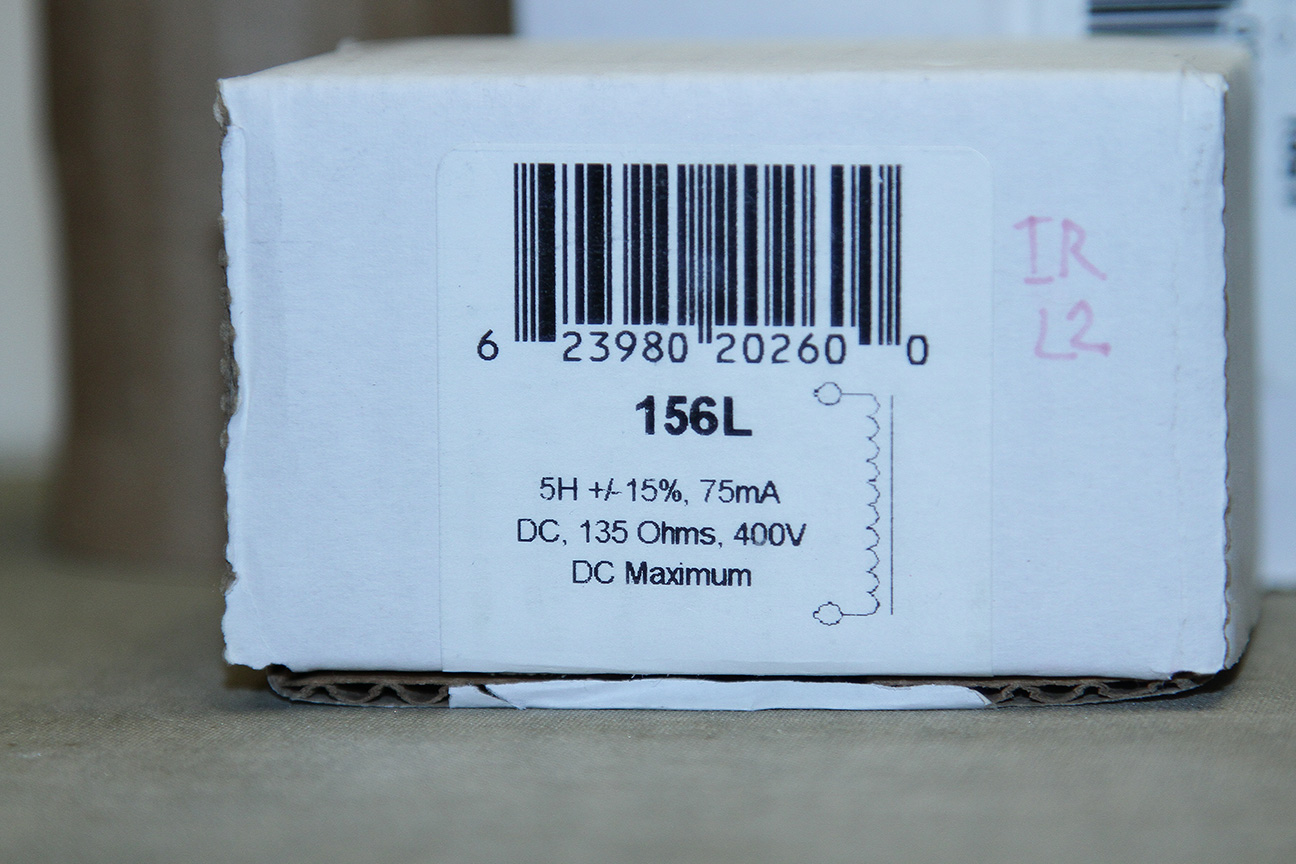 6 23980 20260 0
156L
5H +/- 15%, 75mA
DC, 135 Ohms, 400V
DC Maximum
IR
L2